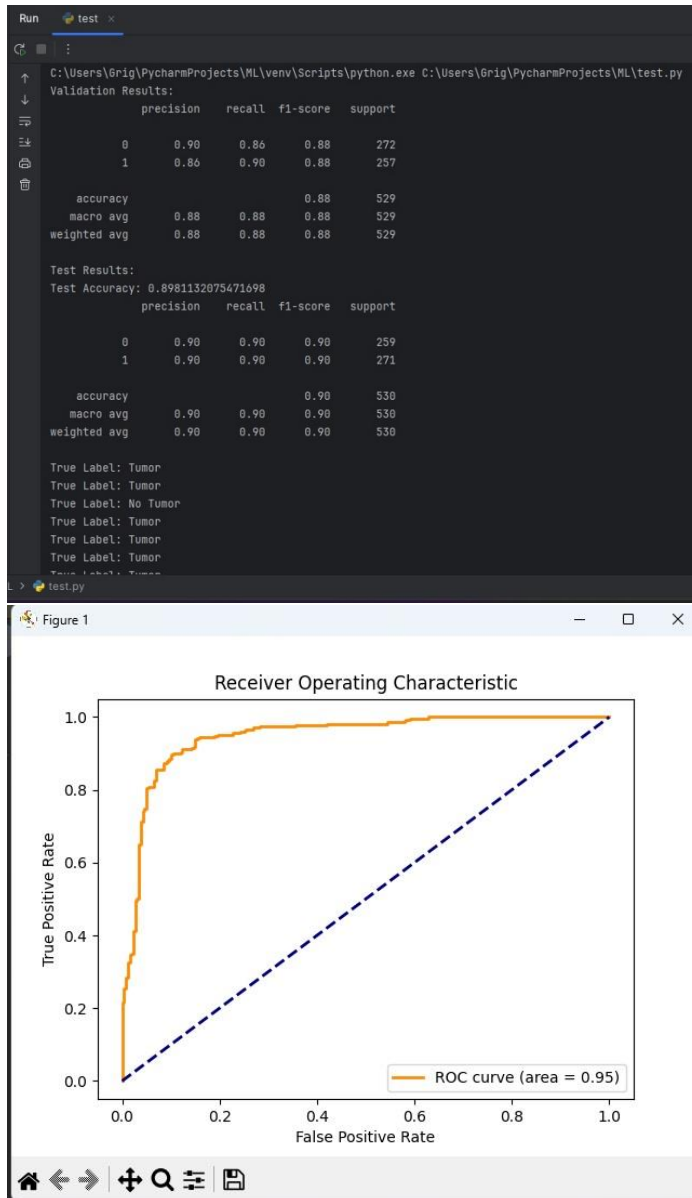 Run test
C:\Users\Grig\PycharmProjects\ML\venv\Scripts\python.exe C:\Users\Grig\PycharmProjects\ML\test.py
Validation Results:
precision recall f1-score support
0 0.90 0.86 0.88 272
1 0.86 0.90 0.88 257
accuracy 0.88 529
macro avg 0.88 0.88 0.88 529
weighted avg 0.88 0.88 0.88 529
Test Results:
Test Accuracy: 0.8981132075471698
precision recall f1-score support
0 0.90 0.90 0.90 259
1 0.90 0.90 0.90 271
accuracy 0.90 530
macro avg 0.90 0.90 0.90 530
weighted avg 0.90 0.90 0.90 530
True Label: Tumor
True Label: Tumor
True Label: No Tumor
True Label: Tumor
True Label: Tumor
True Label: Tumor
True Label: Tumor
L > test.py
Figure 1
Receiver Operating Characteristic
1.0
0.8
0.6
0.4
0.2
0.0
True Positive Rate
ROC curve (area = 0.95)
0.0 0.2 0.4 0.6 0.8 1.0
False Positive Rate